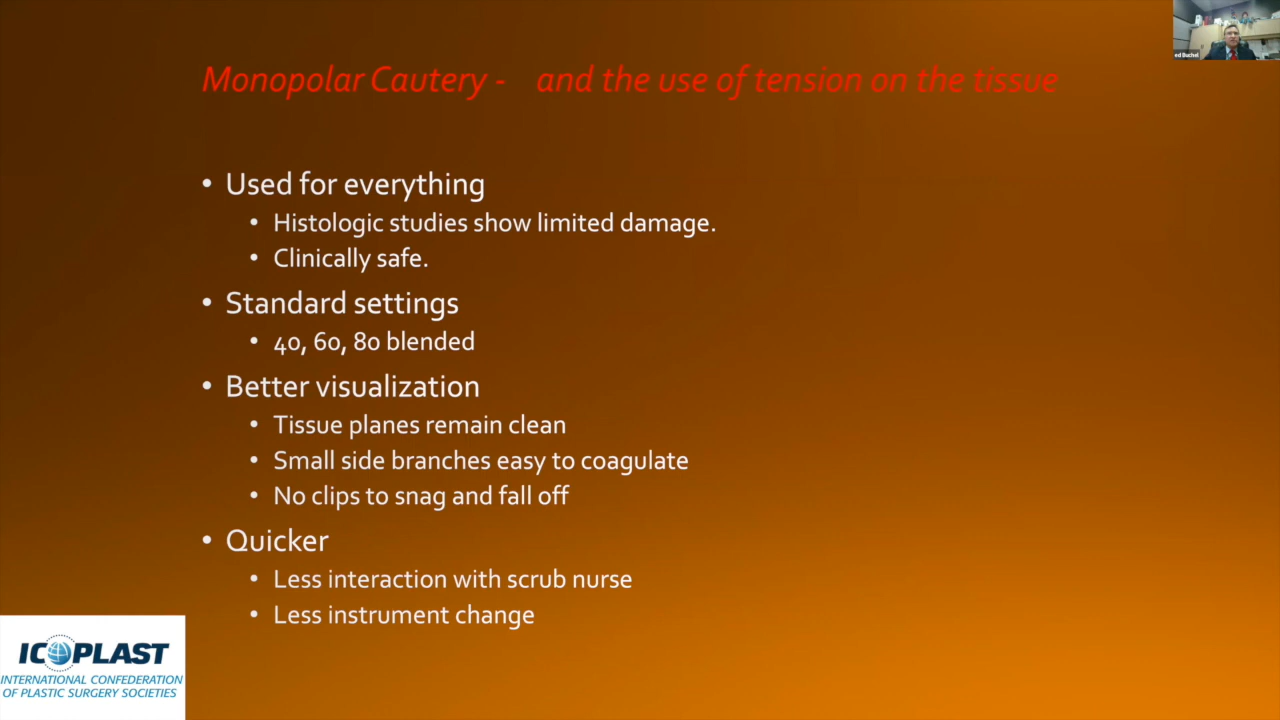 ed Buchel
Monopolar Cautery - and the use of tension on the tissue
• Used for everything
• Histologic studies show limited damage.
• Clinically safe.
• Standard settings
• 40, 60, 80 blended
• Better visualization
• Tissue planes remain clean
• Small side branches easy to coagulate
• No clips to snag and fall off
• Quicker
• Less interaction with scrub nurse
• Less instrument change
ICOPLAST
INTERNATIONAL CONFEDERATION
OF PLASTIC SURGERY SOCIETIES